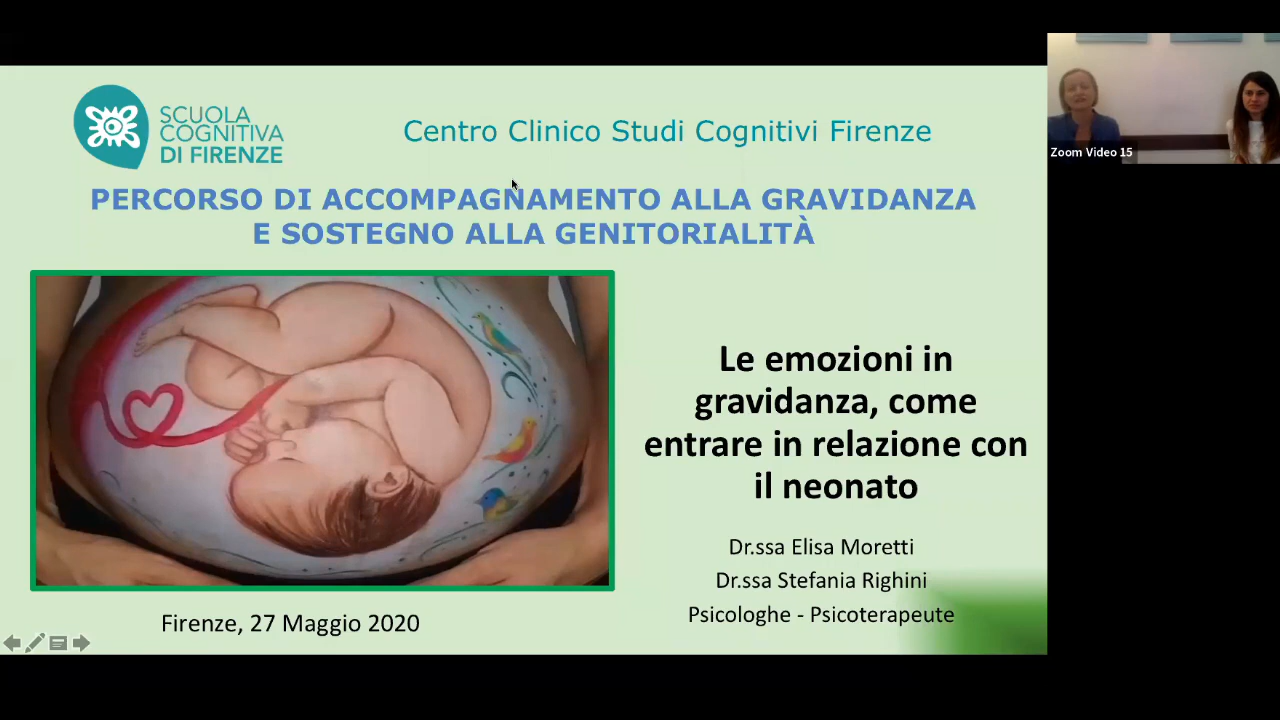 SCUOLA
COGNITIVA
DI FIRENZE
Centro Clinico Studi Cognitivi Firenze
PERCORSO DI ACCOMPAGNAMENTO ALLA GRAVIDANZA
E SOSTEGNO ALLA GENITORIALITÀ
Le emozioni in
gravidanza, come
entrare in relazione con
il neonato
Dr.ssa Elisa Moretti
Dr.ssa Stefania Righini
Psicologhe - Psicoterapeute
Firenze, 27 Maggio 2020
Zoom Video 15